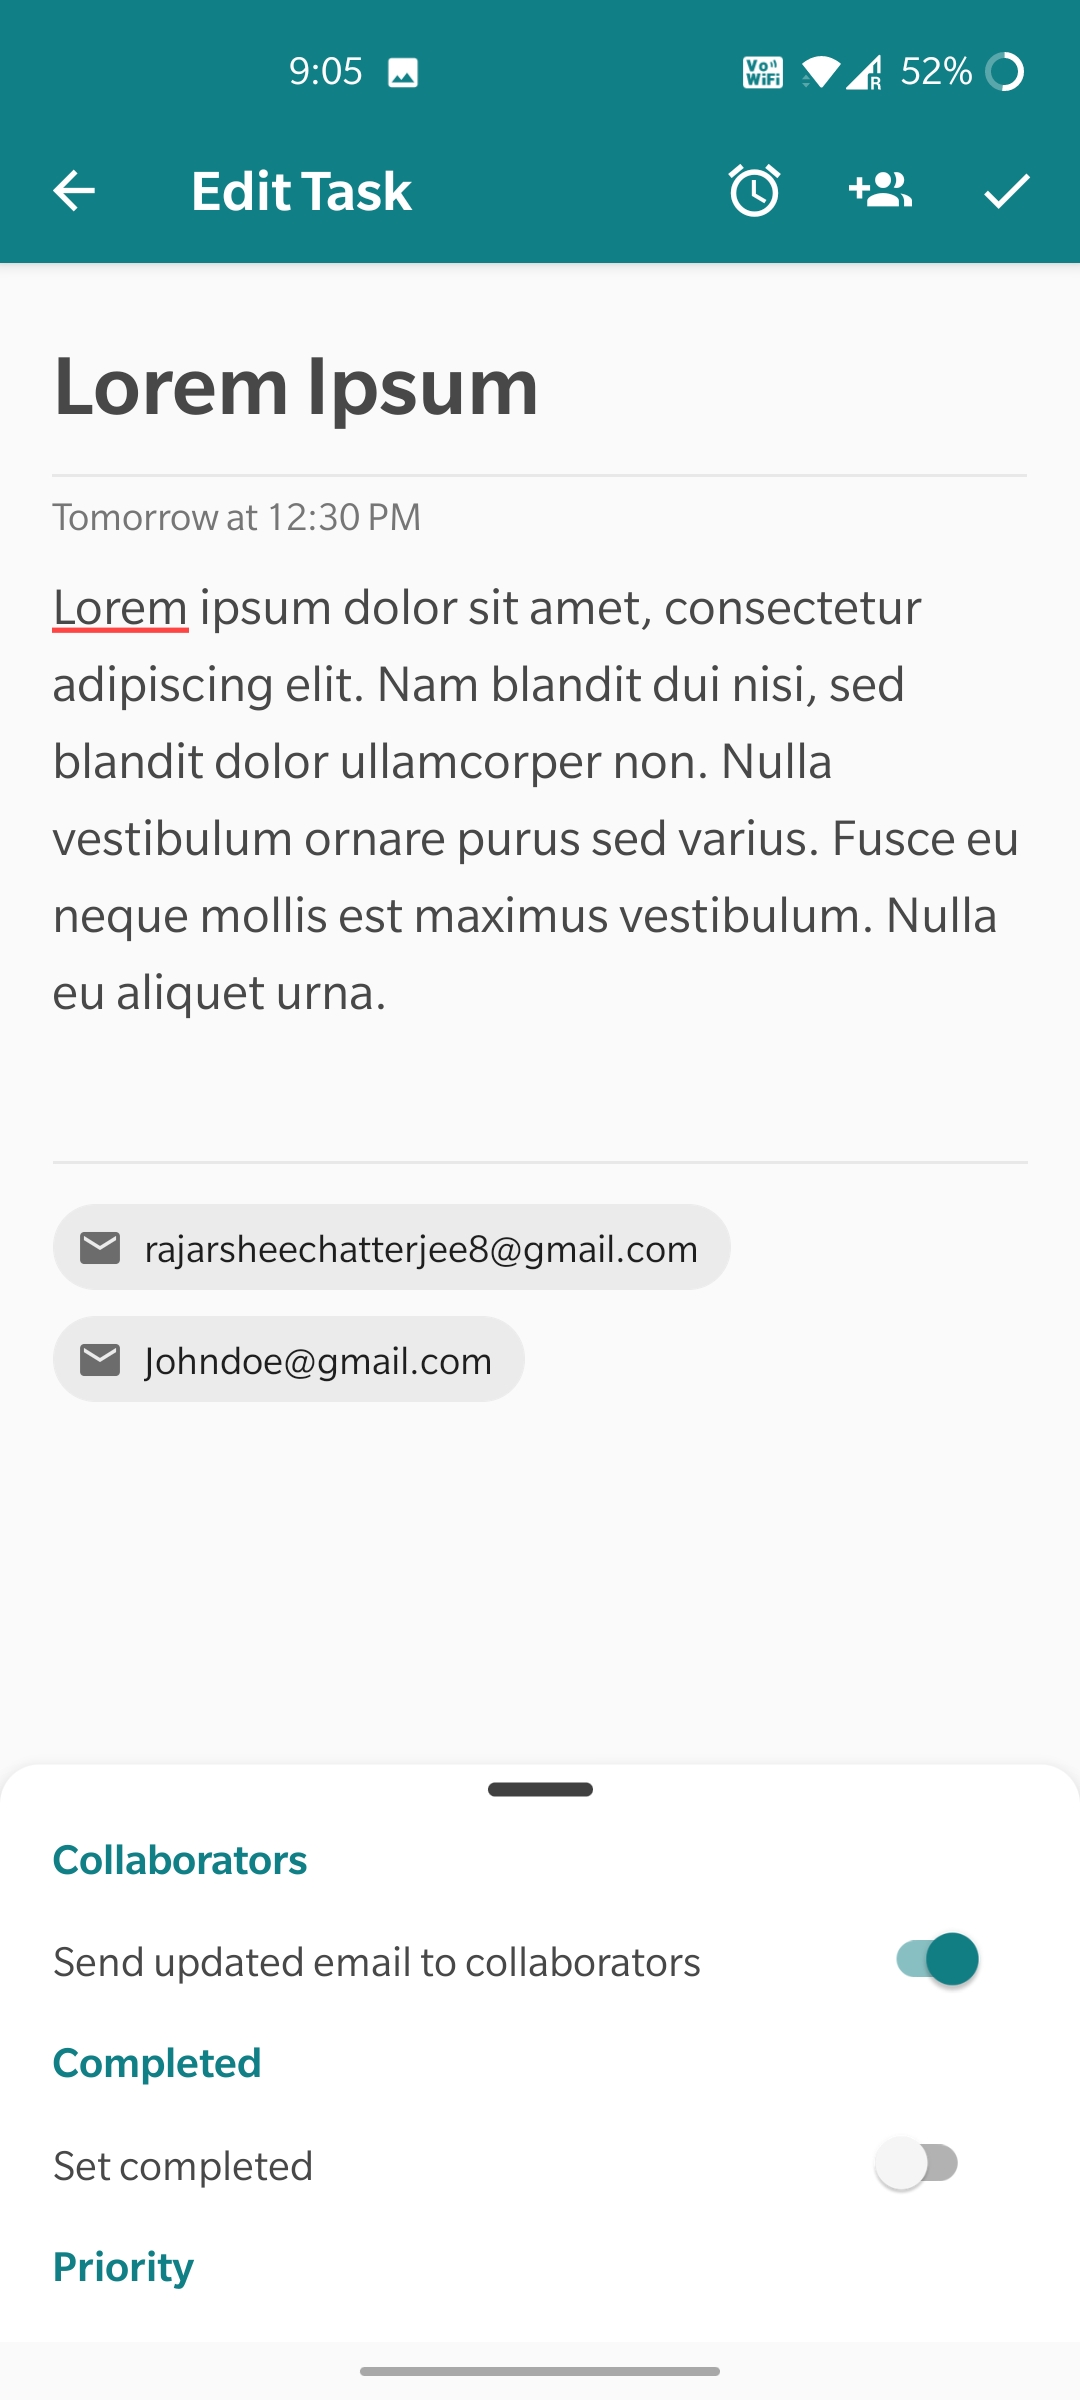 9:05
Vo WiFi
R
52%
Edit Task
Lorem Ipsum
Tomorrow at 12:30 PM
Lorem ipsum dolor sit amet, consectetur
adipiscing elit. Nam blandit dui nisi, sed
blandit dolor ullamcorper non. Nulla
vestibulum ornare purus sed varius. Fusce eu
neque mollis est maximus vestibulum. Nulla
eu aliquet urna.
rajarsheechatterjee8@gmail.com
Johndoe@gmail.com
Collaborators
Send updated email to collaborators
Completed
Set completed
Priority